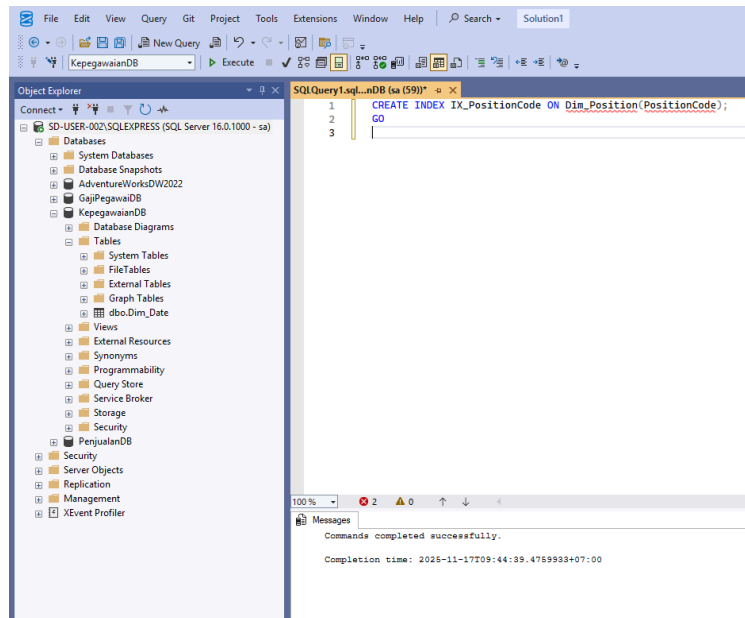 File Edit View Query Git Project Tools Extensions Window Help Search Solution1
New Query
KepegawaianDB Execute
Object Explorer
Connect
SD-USER-002\SQLEXPRESS (SQL Server 16.0.1000 - sa)
Databases
System Databases
Database Snapshots
AdventureWorksDW2022
GajiPegawaiDB
KepegawaianDB
Database Diagrams
Tables
System Tables
FileTables
External Tables
Graph Tables
dbo.Dim_Date
Views
External Resources
Synonyms
Programmability
Query Store
Service Broker
Storage
Security
PenjualanDB
Security
Server Objects
Replication
Management
XEvent Profiler
SQLQuery1.sql...nDB (sa (59))*
1 CREATE INDEX IX_PositionCode ON Dim_Position(PositionCode);
2 GO
3
100 % 2 0
Messages
Commands completed successfully.
Completion time: 2025-11-17T09:44:39.4759933+07:00